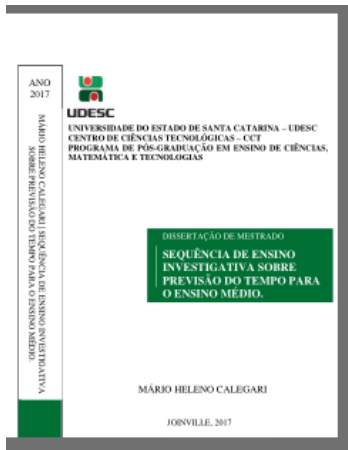 ANO
2017
MÁRIO HELENO CALEGARI | SEQUÊNCIA DE ENSINO INVESTIGATIVA
SOBRE PREVISÃO DO TEMPO PARA O ENSINO MÉDIO.
UDESC
UNIVERSIDADE DO ESTADO DE SANTA CATARINA – UDESC
CENTRO DE CIÊNCIAS TECNOLÓGICAS – CCT
PROGRAMA DE PÓS-GRADUAÇÃO EM ENSINO DE CIÊNCIAS,
MATEMÁTICA E TECNOLOGIAS
DISSERTAÇÃO DE MESTRADO
SEQUÊNCIA DE ENSINO
INVESTIGATIVA SOBRE
PREVISÃO DO TEMPO PARA
O ENSINO MÉDIO.
MÁRIO HELENO CALEGARI
JOINVILLE, 2017